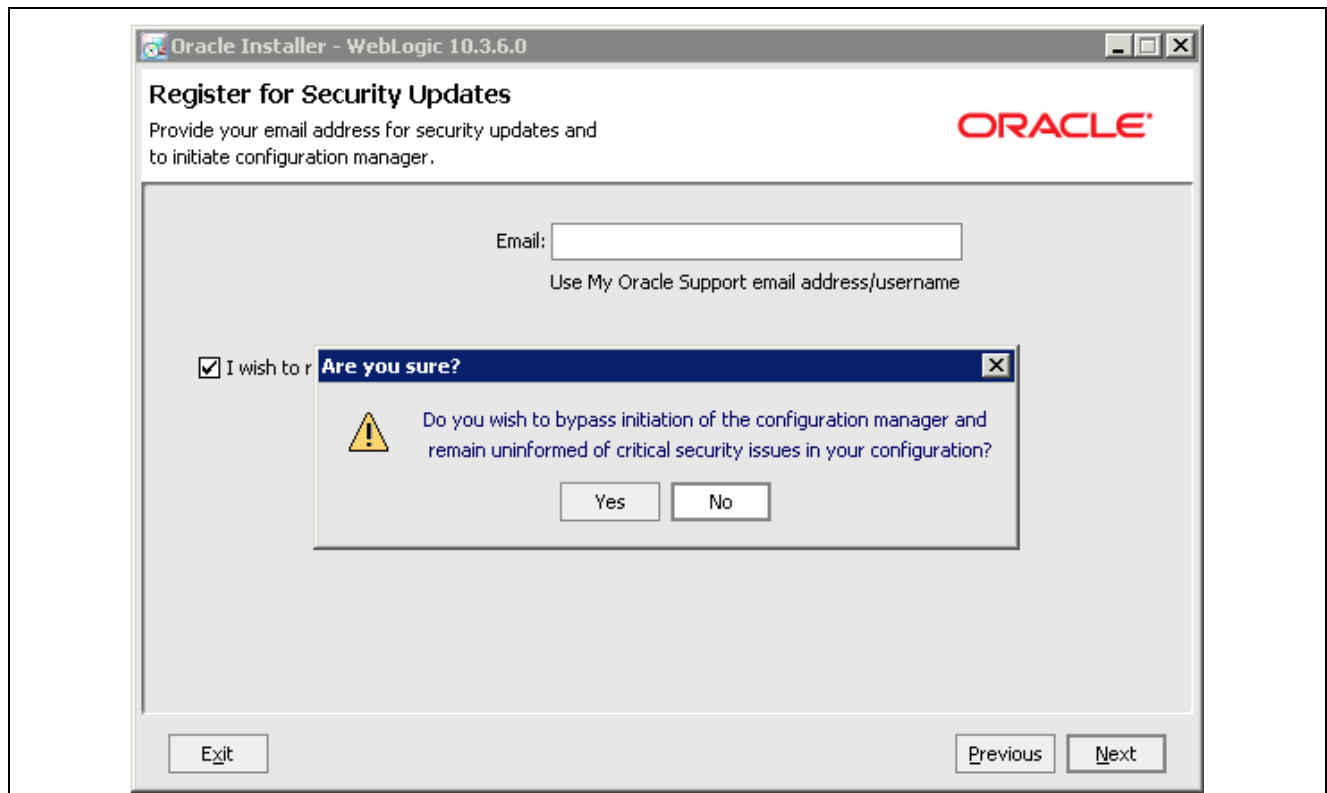 Oracle Installer - WebLogic 10.3.6.0
Register for Security Updates
Provide your email address for security updates and
to initiate configuration manager.
ORACLE
Email:
Use My Oracle Support email address/username
I wish to r
Are you sure?
Do you wish to bypass initiation of the configuration manager and
remain uninformed of critical security issues in your configuration?
Yes No
Exit Previous Next